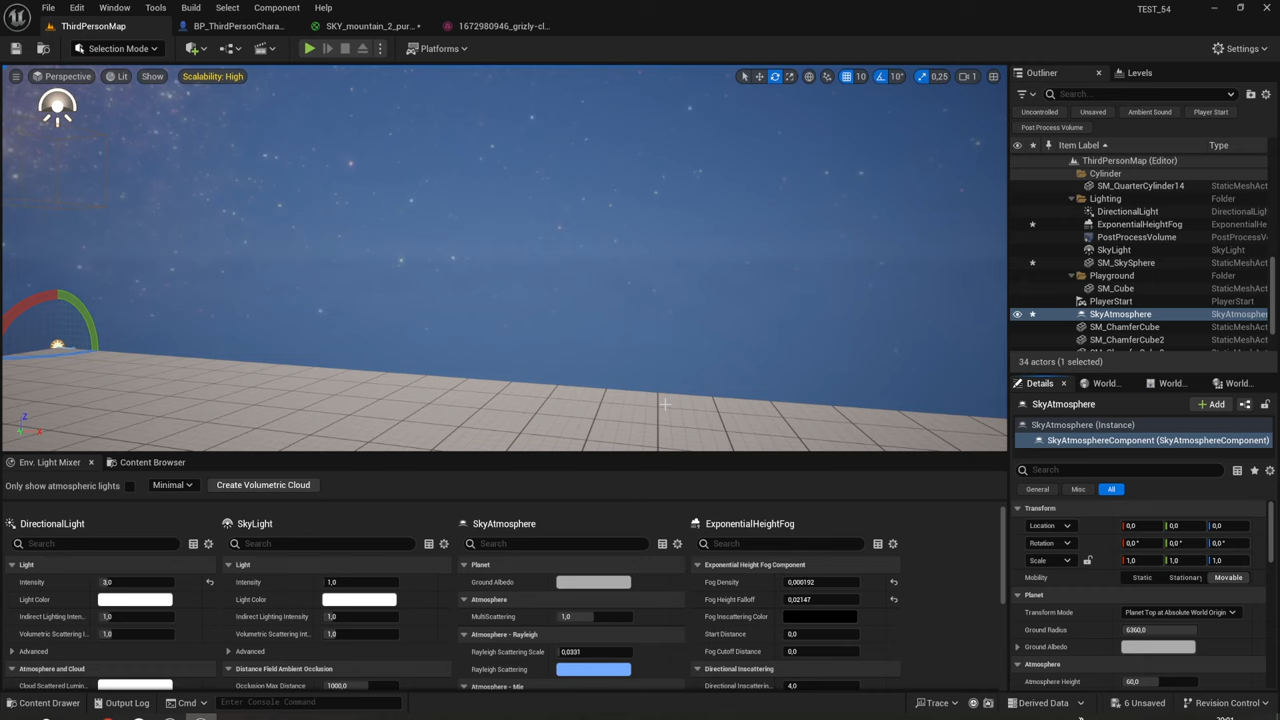 File Edit Window Tools Build Select Actor Component Help
TEST_54
ThirdPersonMap
BP_ThirdPersonChara...
SKY_mountain_2_pur... •
1672980946_grizly-cl...
Selection Mode
Platforms
Settings
Perspective Lit Show Scalability: High
10 10° 0,25 1
Outliner Levels
Search...
Uncontrolled Unsaved Ambient Sound Player Start
Post Process Volume
Item Label Type
ThirdPersonMap (Editor)
Cylinder
SM_QuarterCylinder14 StaticMeshAct
Lighting Folder
DirectionalLight DirectionalLigh
ExponentialHeightFog ExponentialHe
PostProcessVolume PostProcessV
SkyLight SkyLight
SM_SkySphere StaticMeshAct
Playground Folder
SM_Cube StaticMeshAct
PlayerStart PlayerStart
SkyAtmosphere SkyAtmospher
SM_ChamferCube StaticMeshAct
SM_ChamferCube2 StaticMeshAct
34 actors (1 selected)
Details World... World... World...
SkyAtmosphere Add
SkyAtmosphere (Instance)
SkyAtmosphereComponent (SkyAtmosphereComponent)
Search
General Misc All
Transform
Location 0,0 0,0 0,0
Rotation 0,0 ° 0,0 ° 0,0 °
Scale 1,0 1,0 1,0
Mobility Static Stationary Movable
Planet
Transform Mode Planet Top at Absolute World Origin
Ground Radius 6360,0
Ground Albedo
Atmosphere
Atmosphere Height 60,0
Z
X
Env. Light Mixer Content Browser
Only show atmospheric lights Minimal Create Volumetric Cloud
DirectionalLight
Search
Light
Intensity 3,0
Light Color
Indirect Lighting Intensity 1,0
Volumetric Scattering I... 1,0
Advanced
Atmosphere and Cloud
Cloud Scattered Lumin...
SkyLight
Search
Light
Intensity 1,0
Light Color
Indirect Lighting Intensity 1,0
Volumetric Scattering Int... 1,0
Advanced
Distance Field Ambient Occlusion
Occlusion Max Distance 1000,0
SkyAtmosphere
Search
Planet
Ground Albedo
Atmosphere
MultiScattering 1,0
Atmosphere - Rayleigh
Rayleigh Scattering Scale 0,0331
Rayleigh Scattering
Atmosphere - Mie
ExponentialHeightFog
Search
Exponential Height Fog Component
Fog Density 0,000192
Fog Height Falloff 0,02147
Fog Inscattering Color
Start Distance 0,0
Fog Cutoff Distance 0,0
Directional Inscattering
Directional Inscatterin... 4,0
Content Drawer Output Log Cmd Enter Console Command
Trace Derived Data 6 Unsaved Revision Control